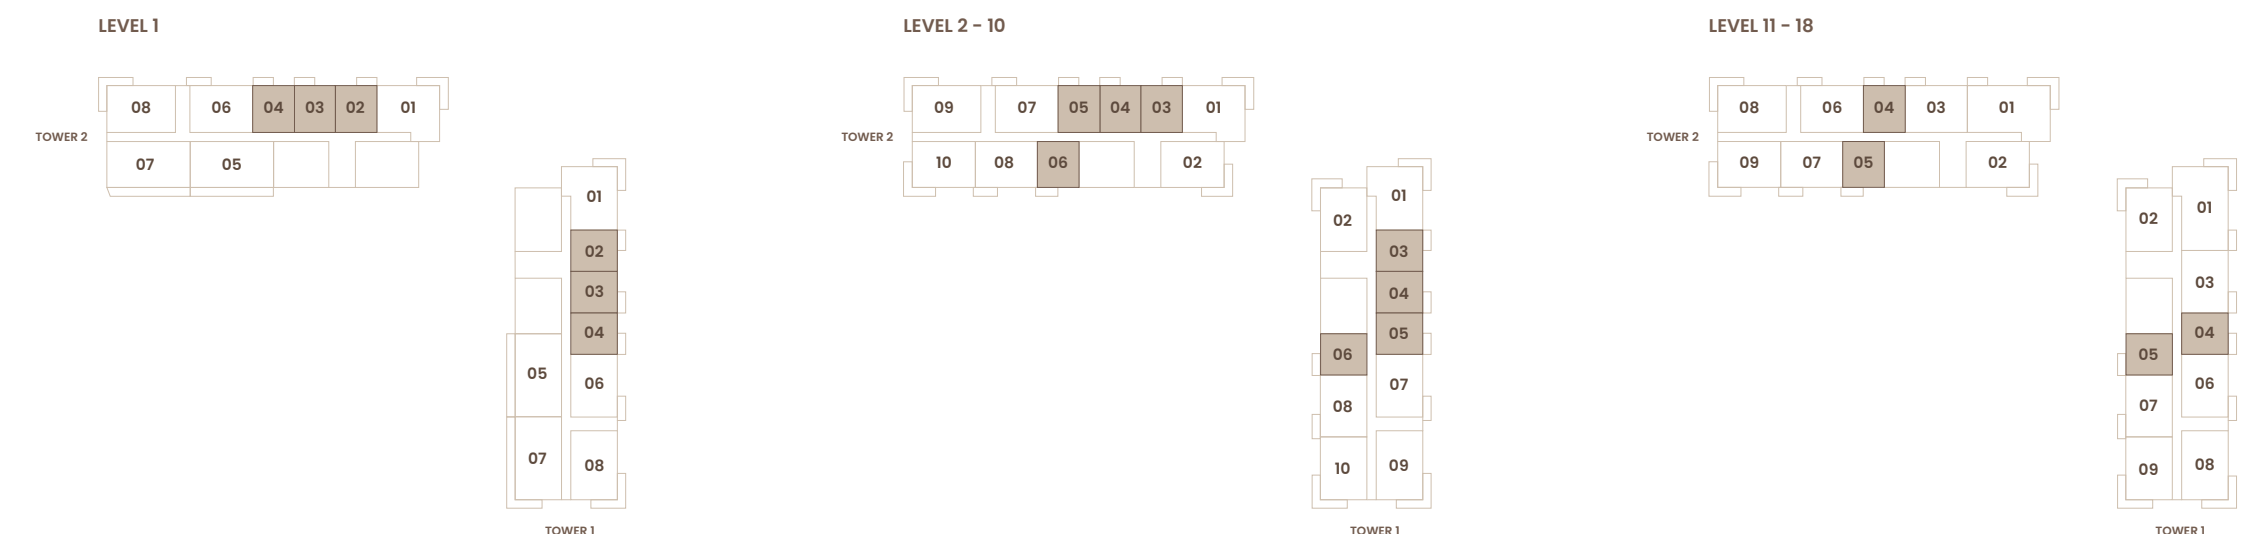 LEVEL 1
08 06 04 03 02 01
TOWER 2
07 05
01
02
03
04
05 06
07 08
TOWER 1
LEVEL 2 - 10
09 07 05 04 03 01
TOWER 2
10 08 06 02
01
02
03
04
05
06
07
08
10 09
TOWER 1
LEVEL 11 - 18
08 06 04 03 01
TOWER 2
09 07 05 02
01
02
03
04
05
06
07
09 08
TOWER 1